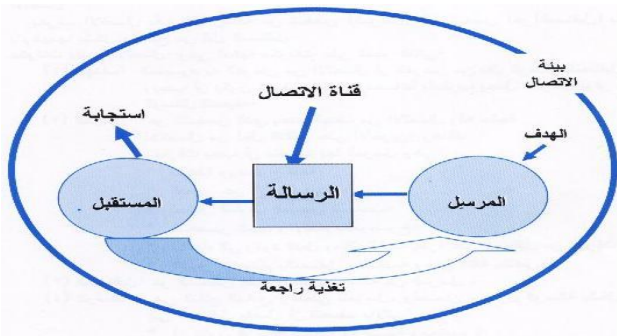 بيئة
الاتصال
قناة الاتصال
استجابة
الهدف
المرسل
الرسالة
المستقبل
تغذية راجعة